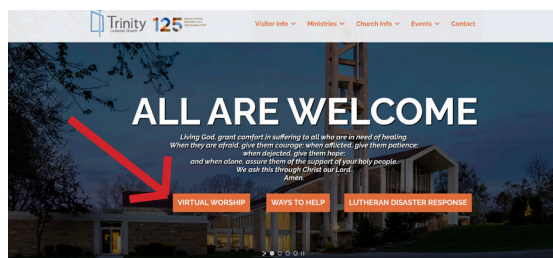 Trinity
Lutheran Church
125
Visitor Info
Ministries
Church Info
Events
Contact
ALL ARE WELCOME
Living God, grant comfort in suffering to all who are in need of healing.
When they are afraid, give them courage; when afflicted, give them patience;
when dejected, give them hope;
and when alone, assure them of the support of your holy people.
We ask this through Christ our Lord.
Amen.
VIRTUAL WORSHIP
WAYS TO HELP
LUTHERAN DISASTER RESPONSE